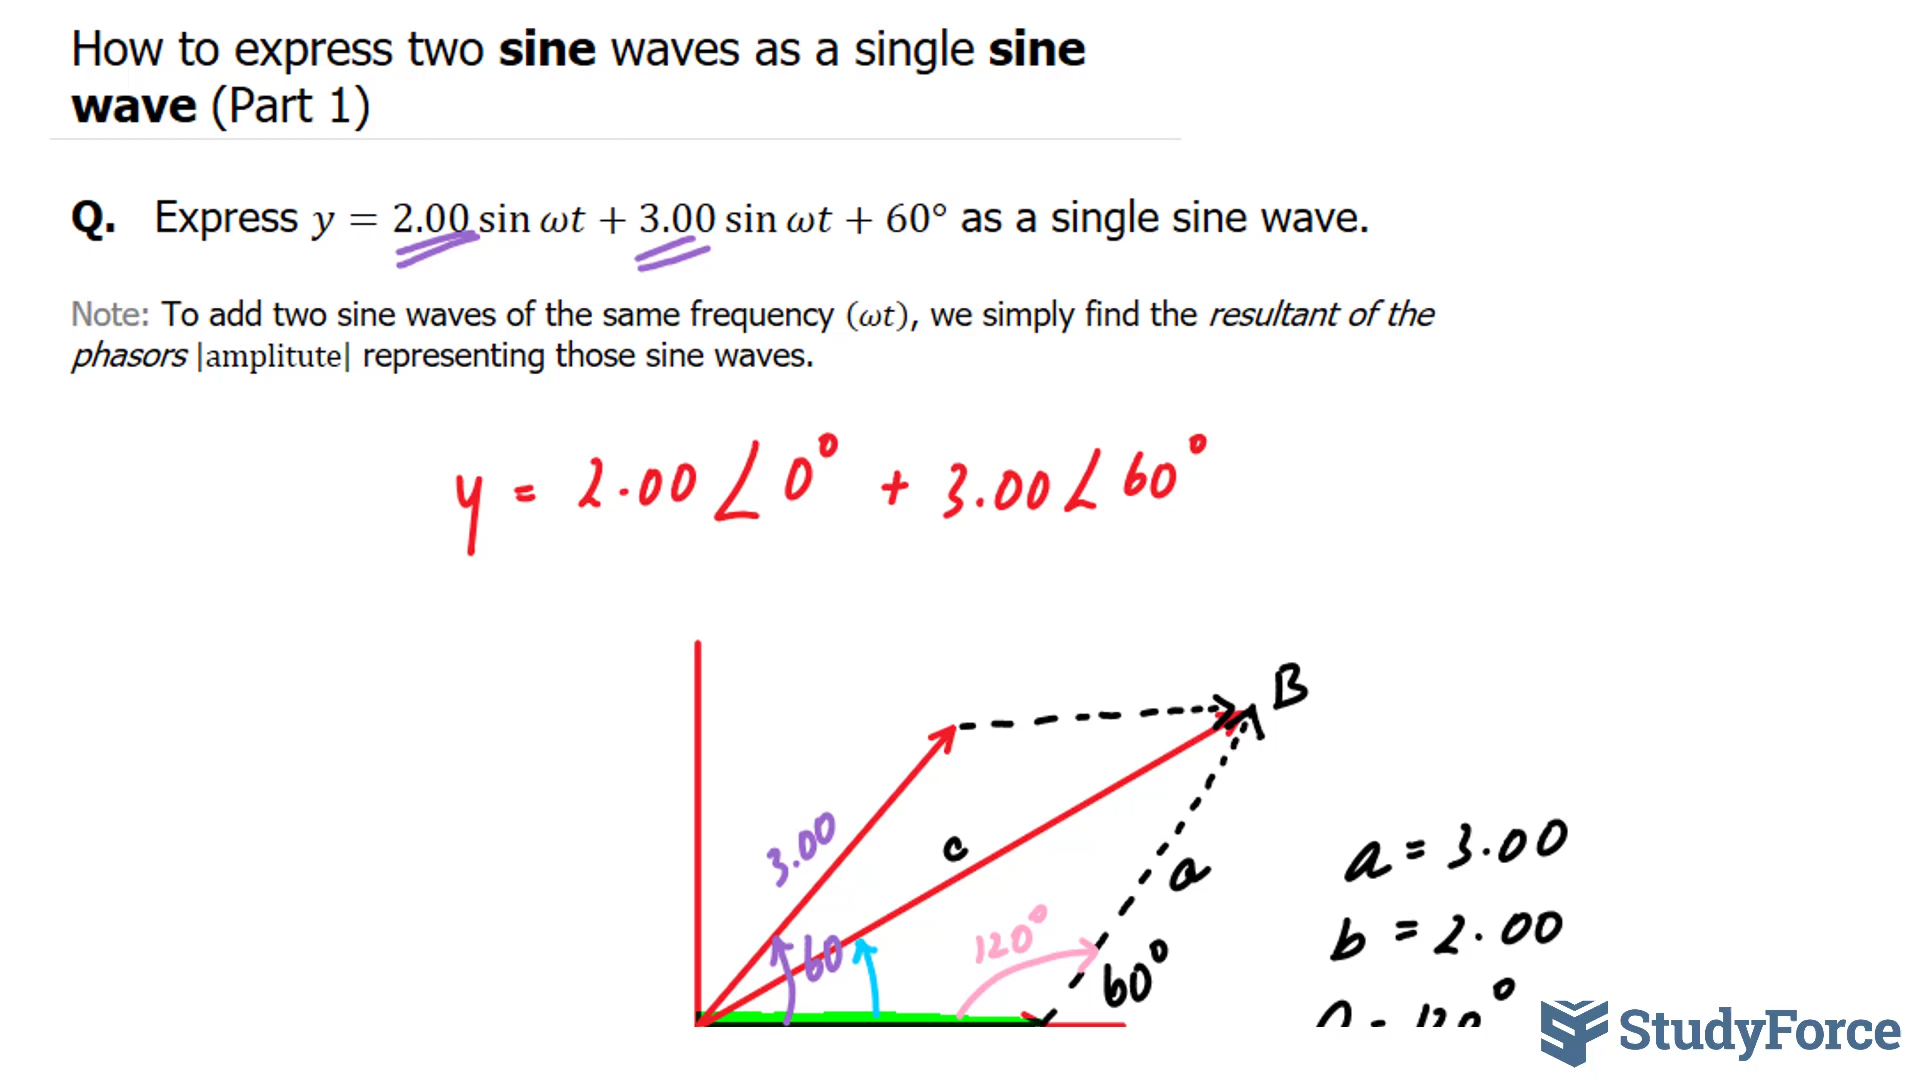 How to express two sine waves as a single sine
wave (Part 1)
Q. Express y = 2.00 sin ωt + 3.00 sin ωt + 60° as a single sine wave.
Note: To add two sine waves of the same frequency (ωt), we simply find the resultant of the
phasors |amplitute| representing those sine waves.
y = 2.00 ∠ 0° + 3.00 ∠ 60°
B
3.00
c
a
a = 3.00
120°
b = 2.00
60
60°
StudyForce